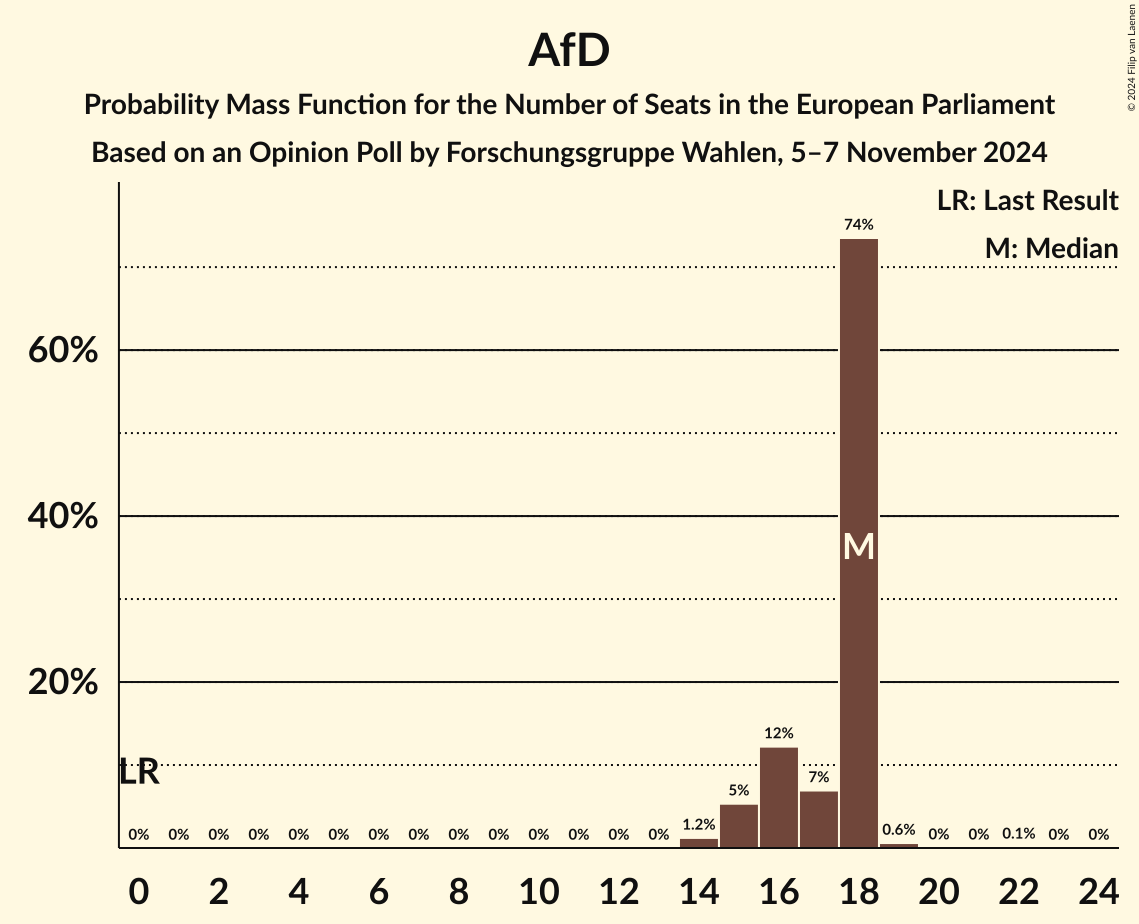 AfD
Probability Mass Function for the Number of Seats in the European Parliament
Based on an Opinion Poll by Forschungsgruppe Wahlen, 5–7 November 2024
© 2024 Filip van Laenen
LR: Last Result
M: Median
74%
60%
40%
M
20%
12%
LR
7%
5%
0% 0% 0% 0% 0% 0% 0% 0% 0% 0% 0% 0% 0% 0% 1.2% 0.6% 0% 0% 0.1% 0% 0%
0 2 4 6 8 10 12 14 16 18 20 22 24